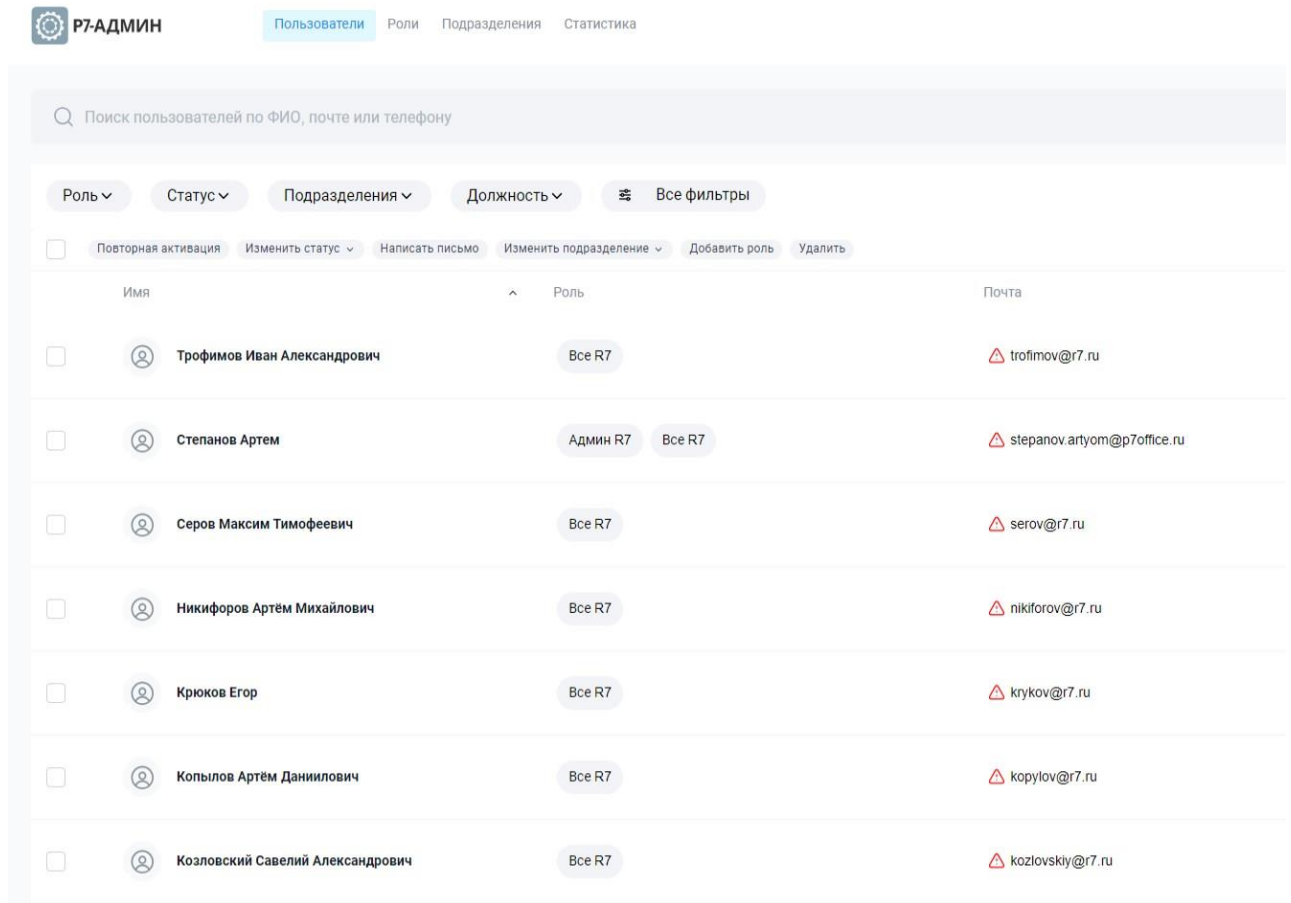 Р7-АДМИН Пользователи Роли Подразделения Статистика
Поиск пользователей по ФИО, почте или телефону
Роль Статус Подразделения Должность Все фильтры
Повторная активация Изменить статус Написать письмо Изменить подразделение Добавить роль Удалить
Имя Роль Почта
Трофимов Иван Александрович Все R7 trofimov@r7.ru
Степанов Артем Админ R7 Все R7 stepanov.artyom@p7office.ru
Серов Максим Тимофеевич Все R7 serov@r7.ru
Никифоров Артём Михайлович Все R7 nikiforov@r7.ru
Крюков Егор Все R7 krykov@r7.ru
Копылов Артём Даниилович Все R7 kopylov@r7.ru
Козловский Савелий Александрович Все R7 kozlovskiy@r7.ru